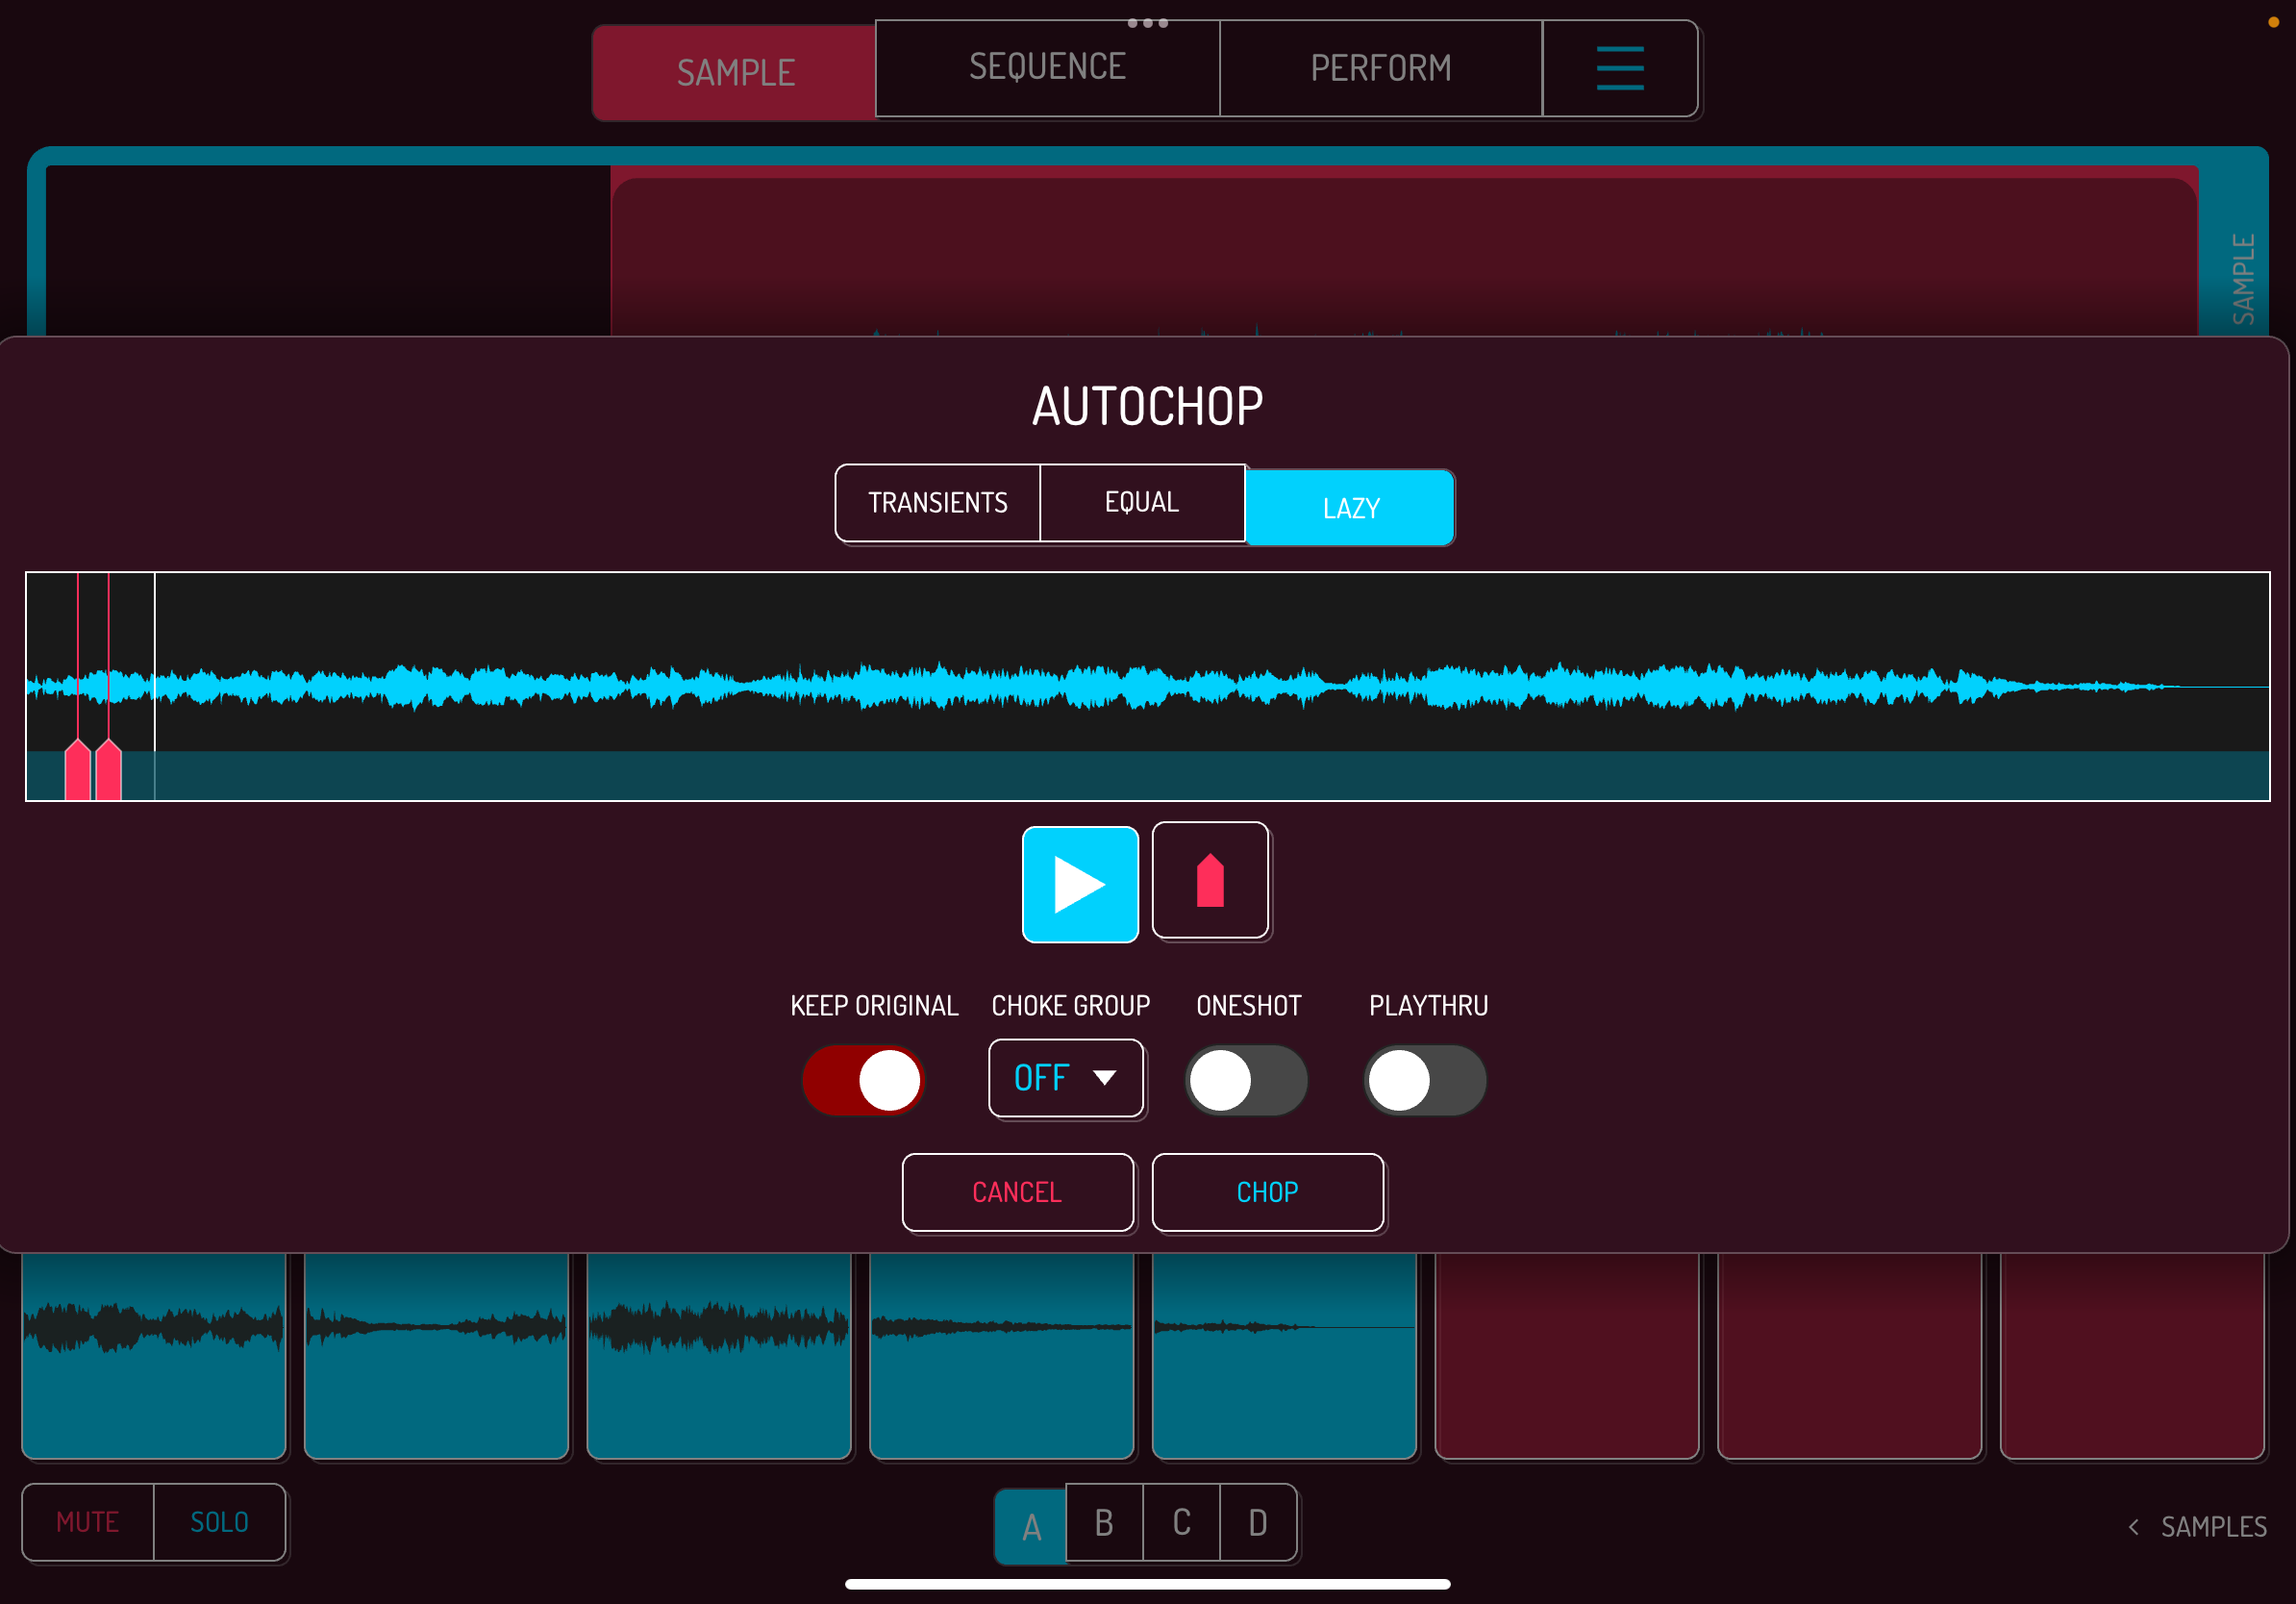 SAMPLE SEQUENCE PERFORM
SAMPLE
AUTOCHOP
TRANSIENTS EQUAL LAZY
KEEP ORIGINAL CHOKE GROUP ONESHOT PLAYTHRU
OFF
CANCEL CHOP
MUTE SOLO A B C D < SAMPLES